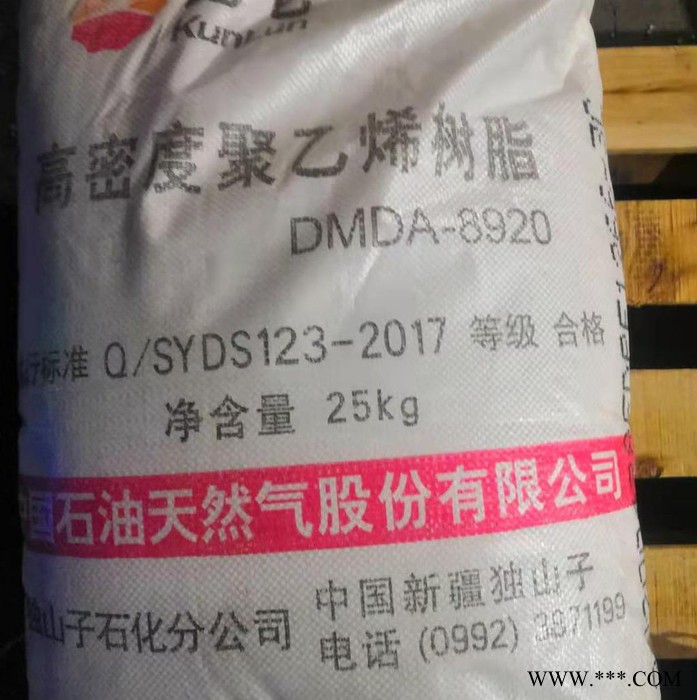 KunLun
高密度聚乙烯树脂
DMDA-8920
行标准 Q/SYDS123-2017 等级 合格
净含量 25kg
中国石油天然气股份有限公司
独山子石化分公司
中国新疆独山子
电话 (0992) 3871199
WWW.***.COM